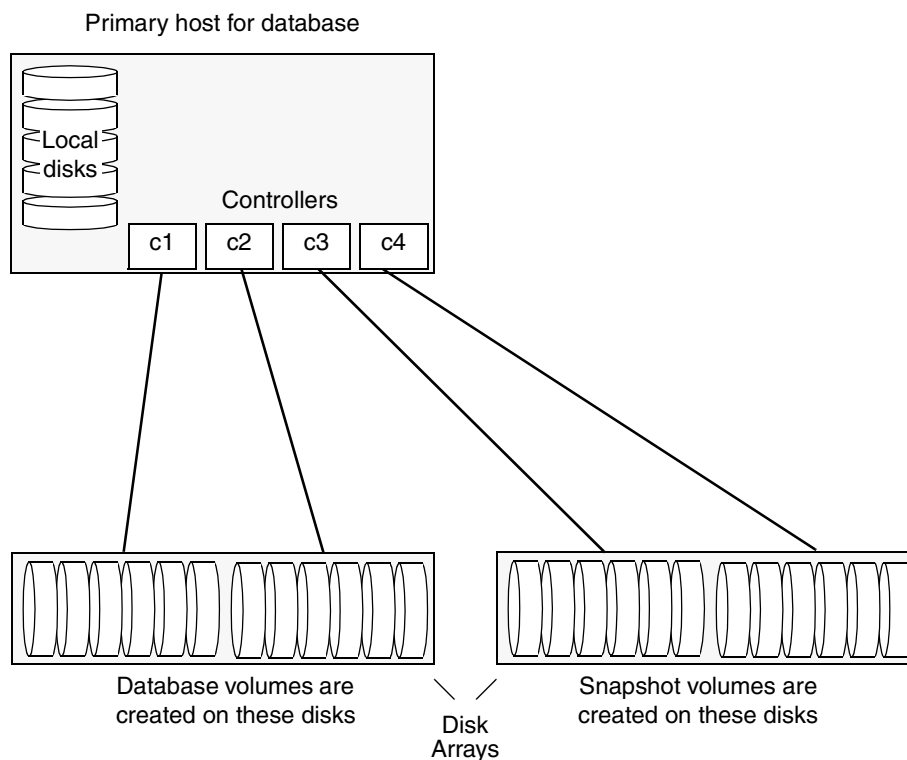 Primary host for database
Local
disks
Controllers
c1 c2 c3 c4
Database volumes are
created on these disks
Snapshot volumes are
created on these disks
Disk
Arrays